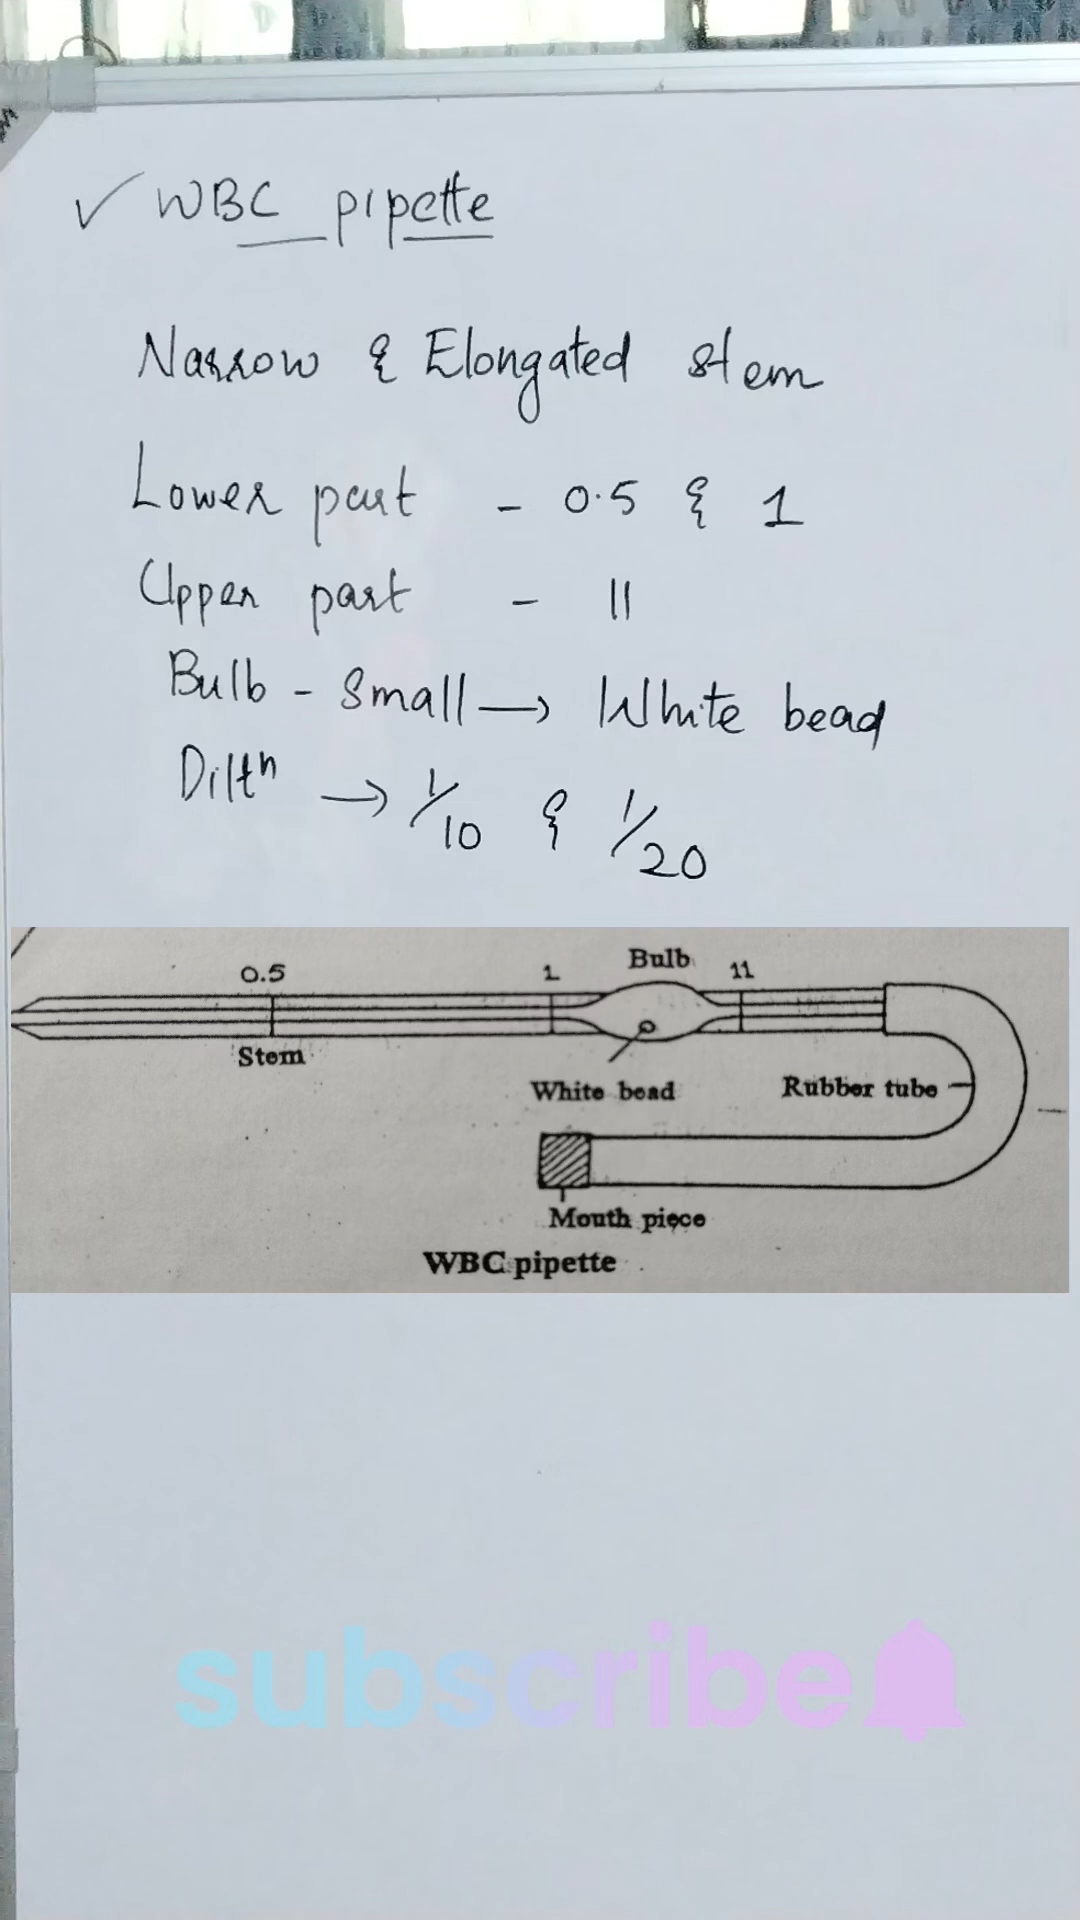 ✓ WBC pipette
Narrow & Elongated stem
Lower part - 0.5 & 1
Upper part - 11
Bulb - Small → White bead
Diltⁿ → 1/10 & 1/20
0.5 1 Bulb 11
Stem
White bead Rubber tube
Mouth piece
WBC pipette
subscribe